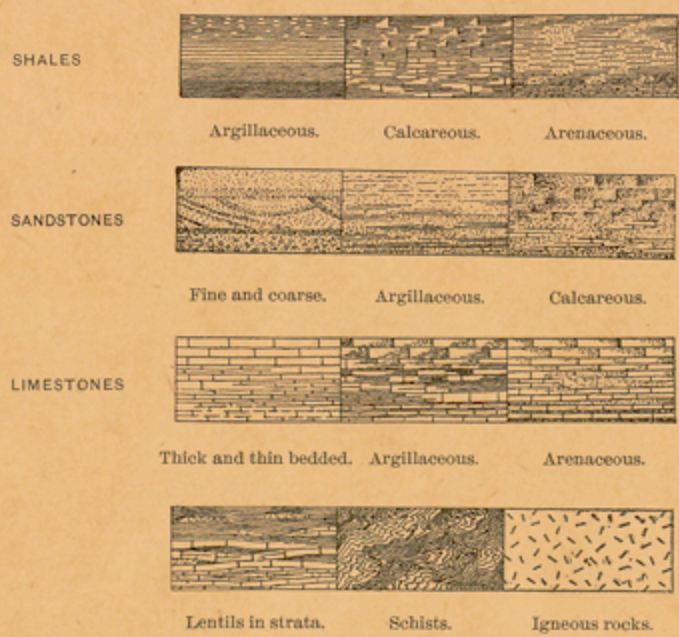 SHALES
Argillaceous. Calcareous. Arenaceous.
SANDSTONES
Fine and coarse. Argillaceous. Calcareous.
LIMESTONES
Thick and thin bedded. Argillaceous. Arenaceous.
Lentils in strata. Schists. Igneous rocks.